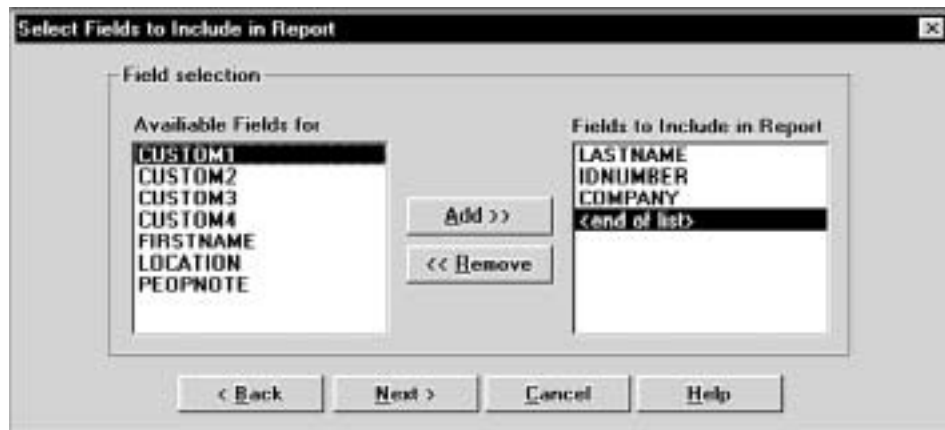 Select Fields to Include in Report
Field selection
Availiable Fields for
CUSTOM1
CUSTOM2
CUSTOM3
CUSTOM4
FIRSTNAME
LOCATION
PEOPNOTE
Add >>
<< Remove
Fields to Include in Report
LASTNAME
IDNUMBER
COMPANY
<end of list>
< Back
Next >
Cancel
Help